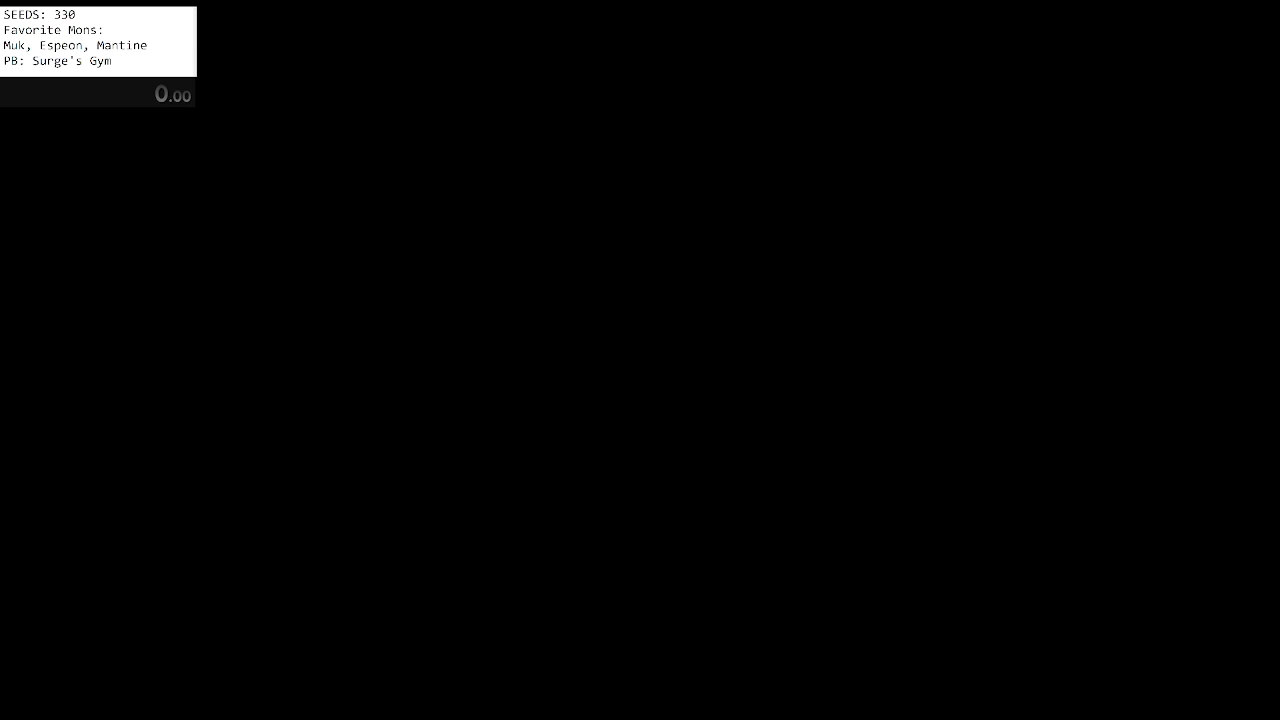 SEEDS: 330
Favorite Mons:
Muk, Espeon, Mantine
PB: Surge's Gym
0.00